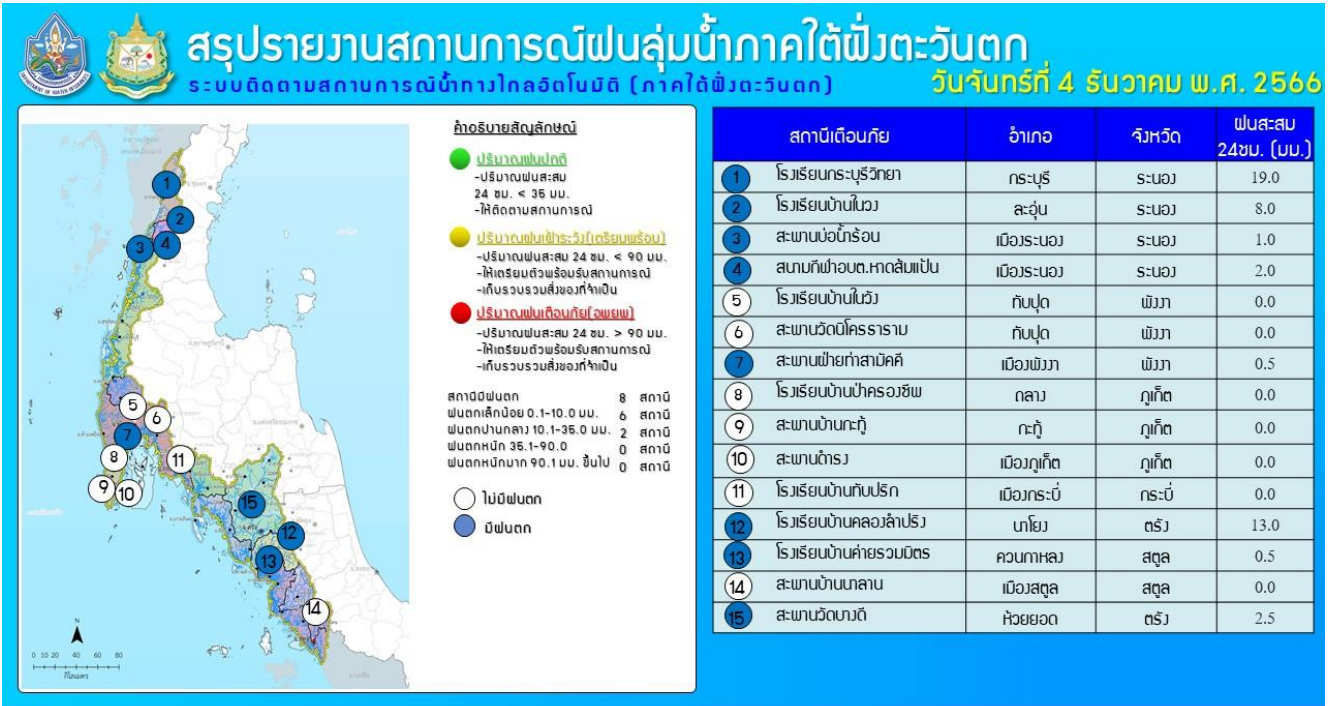 สรุปรายงานสถานการณ์ฝนลุ่มน้ำภาคใต้ฝั่งตะวันตก
ระบบติดตามสถานการณ์น้ำทางไกลอัตโนมัติ (ภาคใต้ฝั่งตะวันตก)
วันจันทร์ที่ 4 ธันวาคม พ.ศ. 2566
คำอธิบายสัญลักษณ์
ปริมาณฝนปกติ
-ปริมาณฝนสะสม
24 ชม. < 35 มม.
-ให้ติดตามสถานการณ์
ปริมาณฝนเฝ้าระวัง(เตรียมพร้อม)
-ปริมาณฝนสะสม 24 ชม. < 90 มม.
-ให้เตรียมตัวพร้อมรับสถานการณ์
-เก็บรวบรวมสิ่งของที่จำเป็น
ปริมาณฝนเตือนภัย(อพยพ)
-ปริมาณฝนสะสม 24 ชม. > 90 มม.
-ให้เตรียมตัวพร้อมรับสถานการณ์
-เก็บรวบรวมสิ่งของที่จำเป็น
สถานีมีฝนตก 8 สถานี
ฝนตกเล็กน้อย 0.1-10.0 มม. 6 สถานี
ฝนตกปานกลาง 10.1-35.0 มม. 2 สถานี
ฝนตกหนัก 35.1-90.0 0 สถานี
ฝนตกหนักมาก 90.1 มม. ขึ้นไป 0 สถานี
ไม่มีฝนตก
มีฝนตก
1
2
3 4
5
6
7
8
11
9
10
15
12
13
14
N
0 10 20 40 60 80
กิโลเมตร
สถานีเตือนภัย อำเภอ จังหวัด ฝนสะสม 24ชม. (มม.)
1 โรงเรียนกระบุรีวิทยา กระบุรี ระนอง 19.0
2 โรงเรียนบ้านในวง ละอุ่น ระนอง 8.0
3 สะพานบ่อน้ำร้อน เมืองระนอง ระนอง 1.0
4 สนามกีฬาอบต.หาดส้มแป้น เมืองระนอง ระนอง 2.0
5 โรงเรียนบ้านในวัง ทับปุด พังงา 0.0
6 สะพานวัดนิโครธาราม ทับปุด พังงา 0.0
7 สะพานฝ่ายท่าสามัคคี เมืองพังงา พังงา 0.5
8 โรงเรียนบ้านป่าครองชีพ ถลาง ภูเก็ต 0.0
9 สะพานบ้านกะทู้ กะทู้ ภูเก็ต 0.0
10 สะพานดำรง เมืองภูเก็ต ภูเก็ต 0.0
11 โรงเรียนบ้านทับปริก เมืองกระบี่ กระบี่ 0.0
12 โรงเรียนบ้านคลองลำปริง นาโยง ตรัง 13.0
13 โรงเรียนบ้านค่ายรวมมิตร ควนกาหลง สตูล 0.5
14 สะพานบ้านนาลาน เมืองสตูล สตูล 0.0
15 สะพานวัดบางดี ห้วยยอด ตรัง 2.5